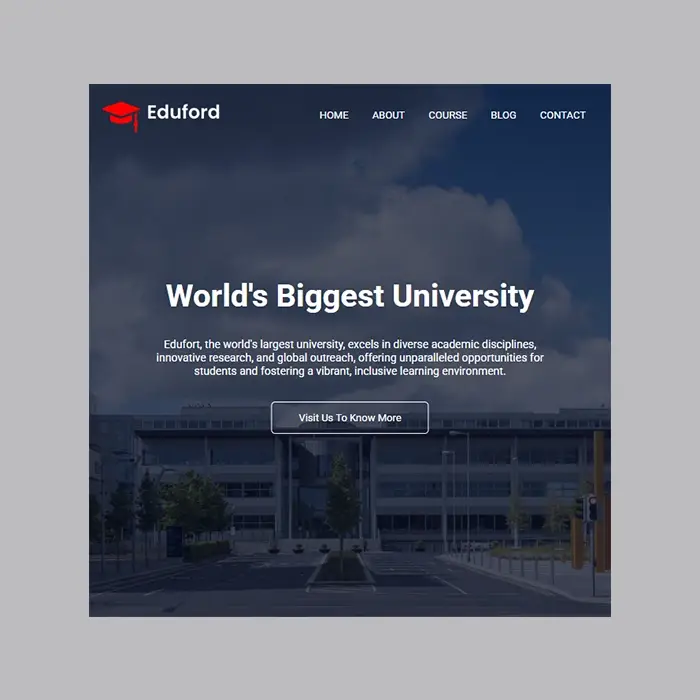 Eduford
HOME ABOUT COURSE BLOG CONTACT
World's Biggest University
Edufort, the world's largest university, excels in diverse academic disciplines,
innovative research, and global outreach, offering unparalleled opportunities for
students and fostering a vibrant, inclusive learning environment.
Visit Us To Know More